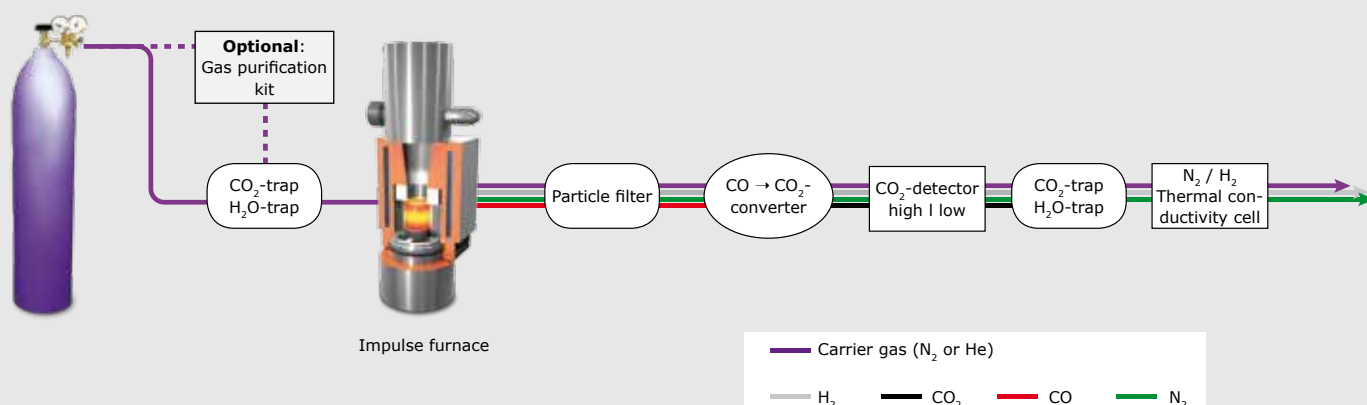 Optional:
Gas purification
kit
CO₂-trap
H₂O-trap
Impulse furnace
Particle filter
CO → CO₂-
converter
CO₂-detector
high l low
CO₂-trap
H₂O-trap
N₂ / H₂
Thermal con-
ductivity cell
Carrier gas (N₂ or He)
H₂ CO₂ CO N₂